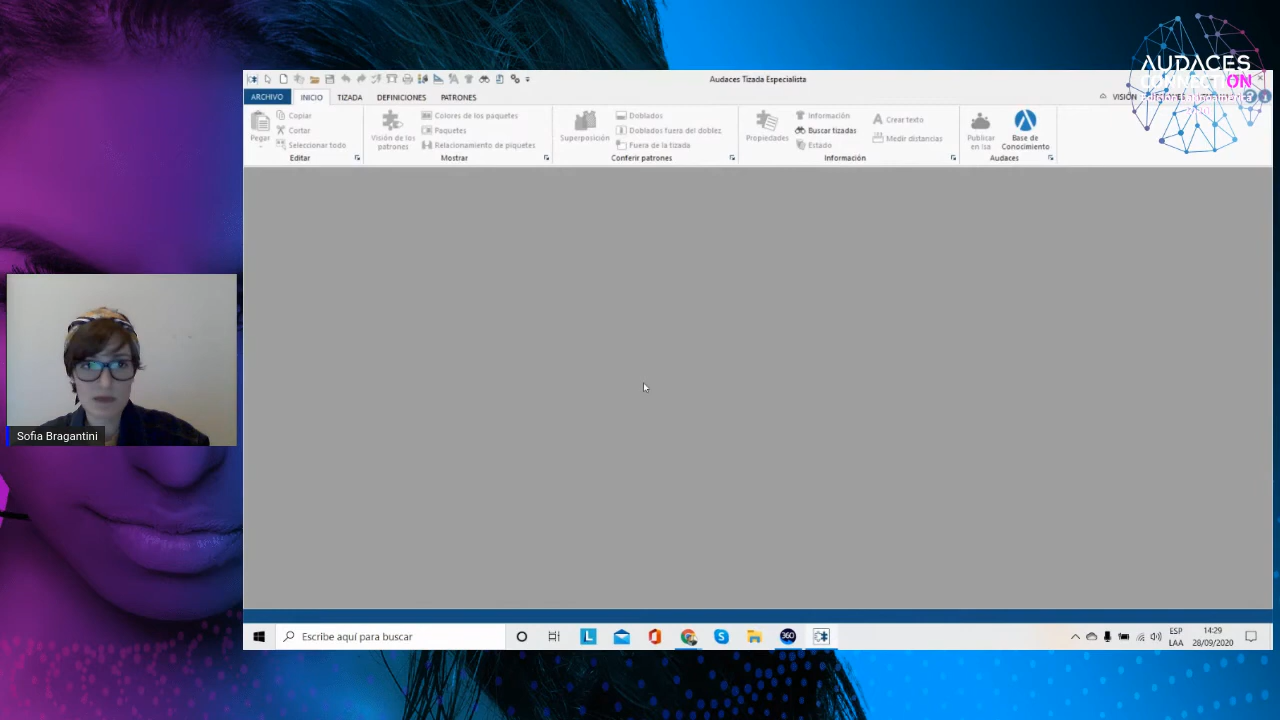 AUDACES
Audaces Tizada Especialista
ARCHIVO INICIO TIZADA DEFINICIONES PATRONES
VISIÓN
Pegar
Copiar
Cortar
Seleccionar todo
Editar
Visión de los patrones
Colores de los paquetes
Paquetes
Relacionamiento de piquetes
Mostrar
Superposición
Doblados
Doblados fuera del doblez
Fuera de la tizada
Conferir patrones
Propiedades
Información
Buscar tizadas
Estado
Crear texto
Medir distancias
Información
Publicar en Isa
Base de Conocimiento
Audaces
Sofia Bragantini
Escribe aquí para buscar
L
S
360
ESP
LAA
14:29
28/09/2020